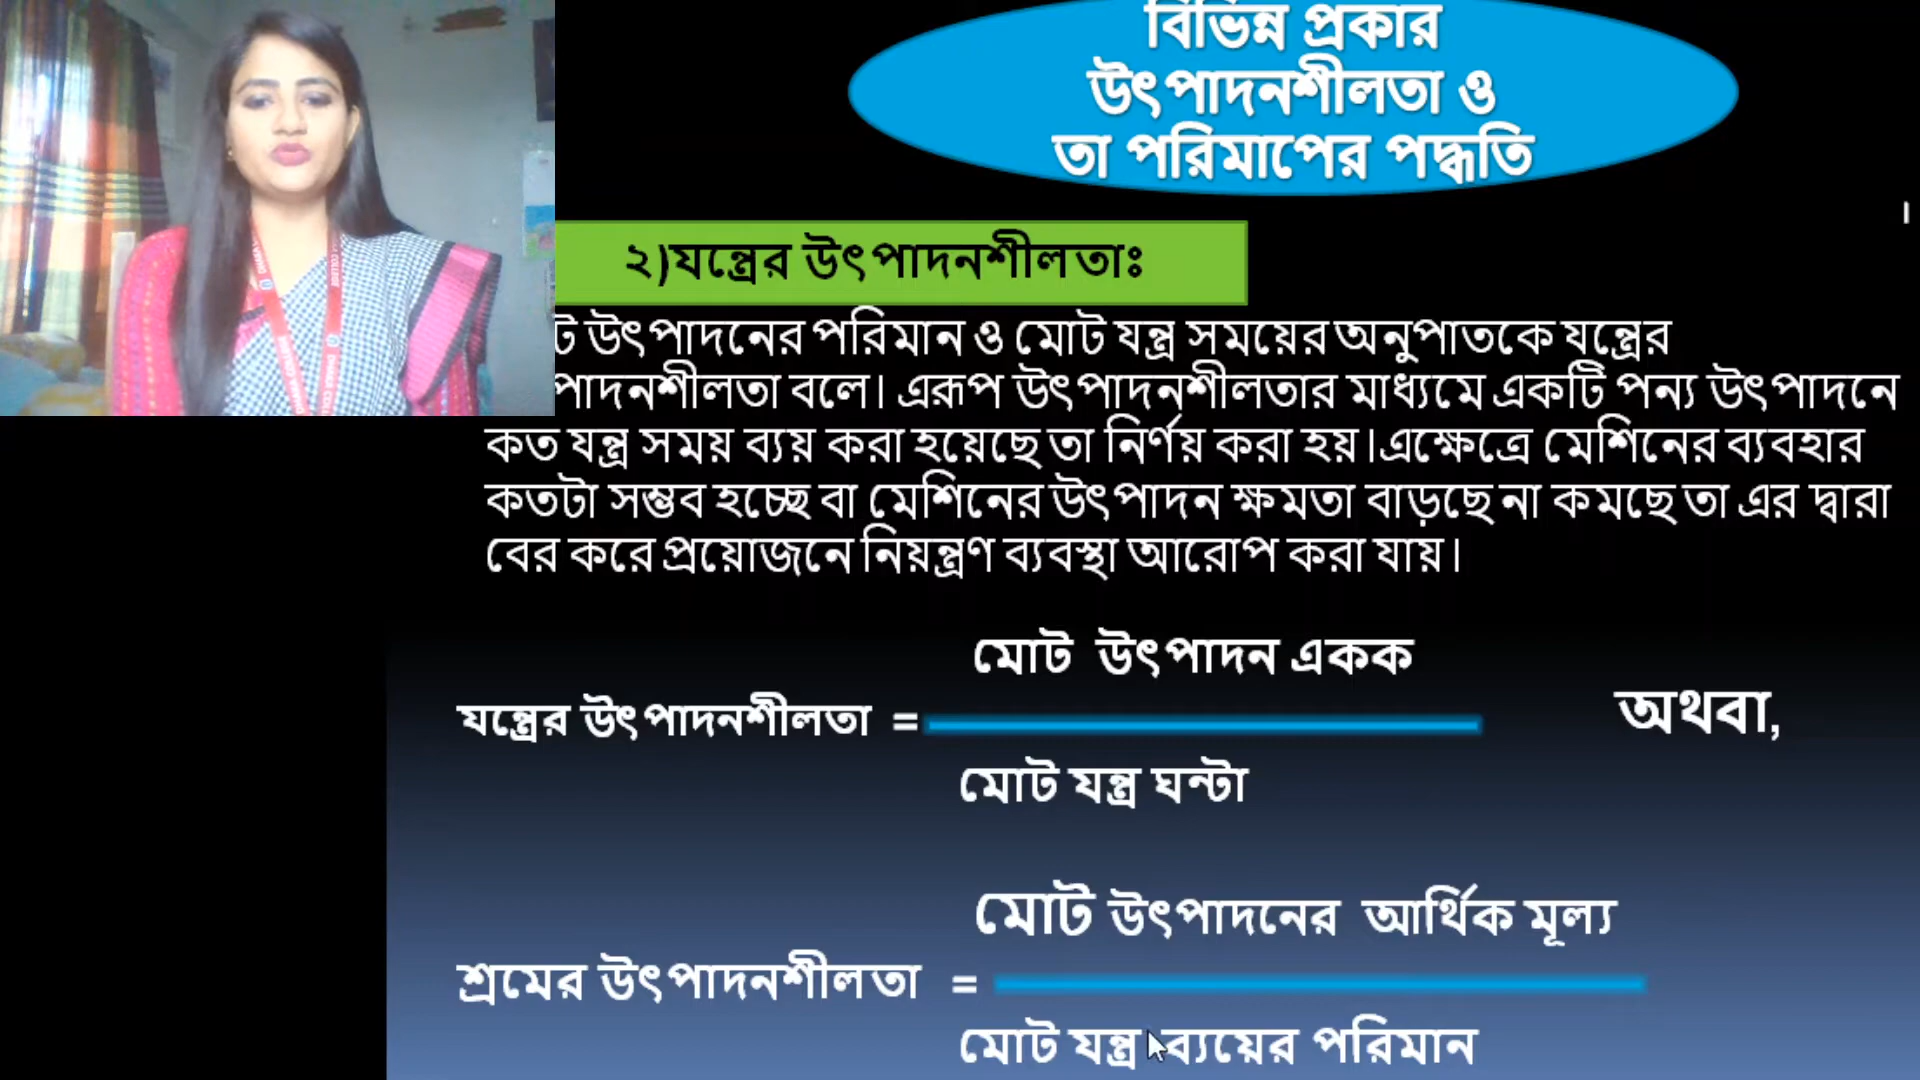 বিভিন্ন প্রকার
উৎপাদনশীলতা ও
তা পরিমাপের পদ্ধতি
।
২)যন্ত্রের উৎপাদনশীলতাঃ
ট উৎপাদনের পরিমান ও মোট যন্ত্র সময়ের অনুপাতকে যন্ত্রের
পাদনশীলতা বলে। এরূপ উৎপাদনশীলতার মাধ্যমে একটি পন্য উৎপাদনে
কত যন্ত্র সময় ব্যয় করা হয়েছে তা নির্ণয় করা হয়।এক্ষেত্রে মেশিনের ব্যবহার
কতটা সম্ভব হচ্ছে বা মেশিনের উৎপাদন ক্ষমতা বাড়ছে না কমছে তা এর দ্বারা
বের করে প্রয়োজনে নিয়ন্ত্রণ ব্যবস্থা আরোপ করা যায়।
মোট উৎপাদন একক
যন্ত্রের উৎপাদনশীলতা = অথবা,
মোট যন্ত্র ঘন্টা
মোট উৎপাদনের আর্থিক মূল্য
শ্রমের উৎপাদনশীলতা =
মোট যন্ত্র ব্যয়ের পরিমান